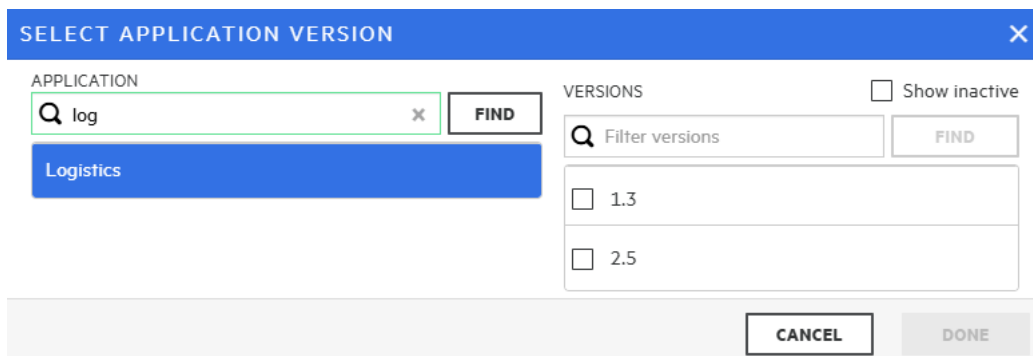 SELECT APPLICATION VERSION
APPLICATION
log
FIND
Logistics
VERSIONS
Show inactive
Filter versions
FIND
1.3
2.5
CANCEL
DONE